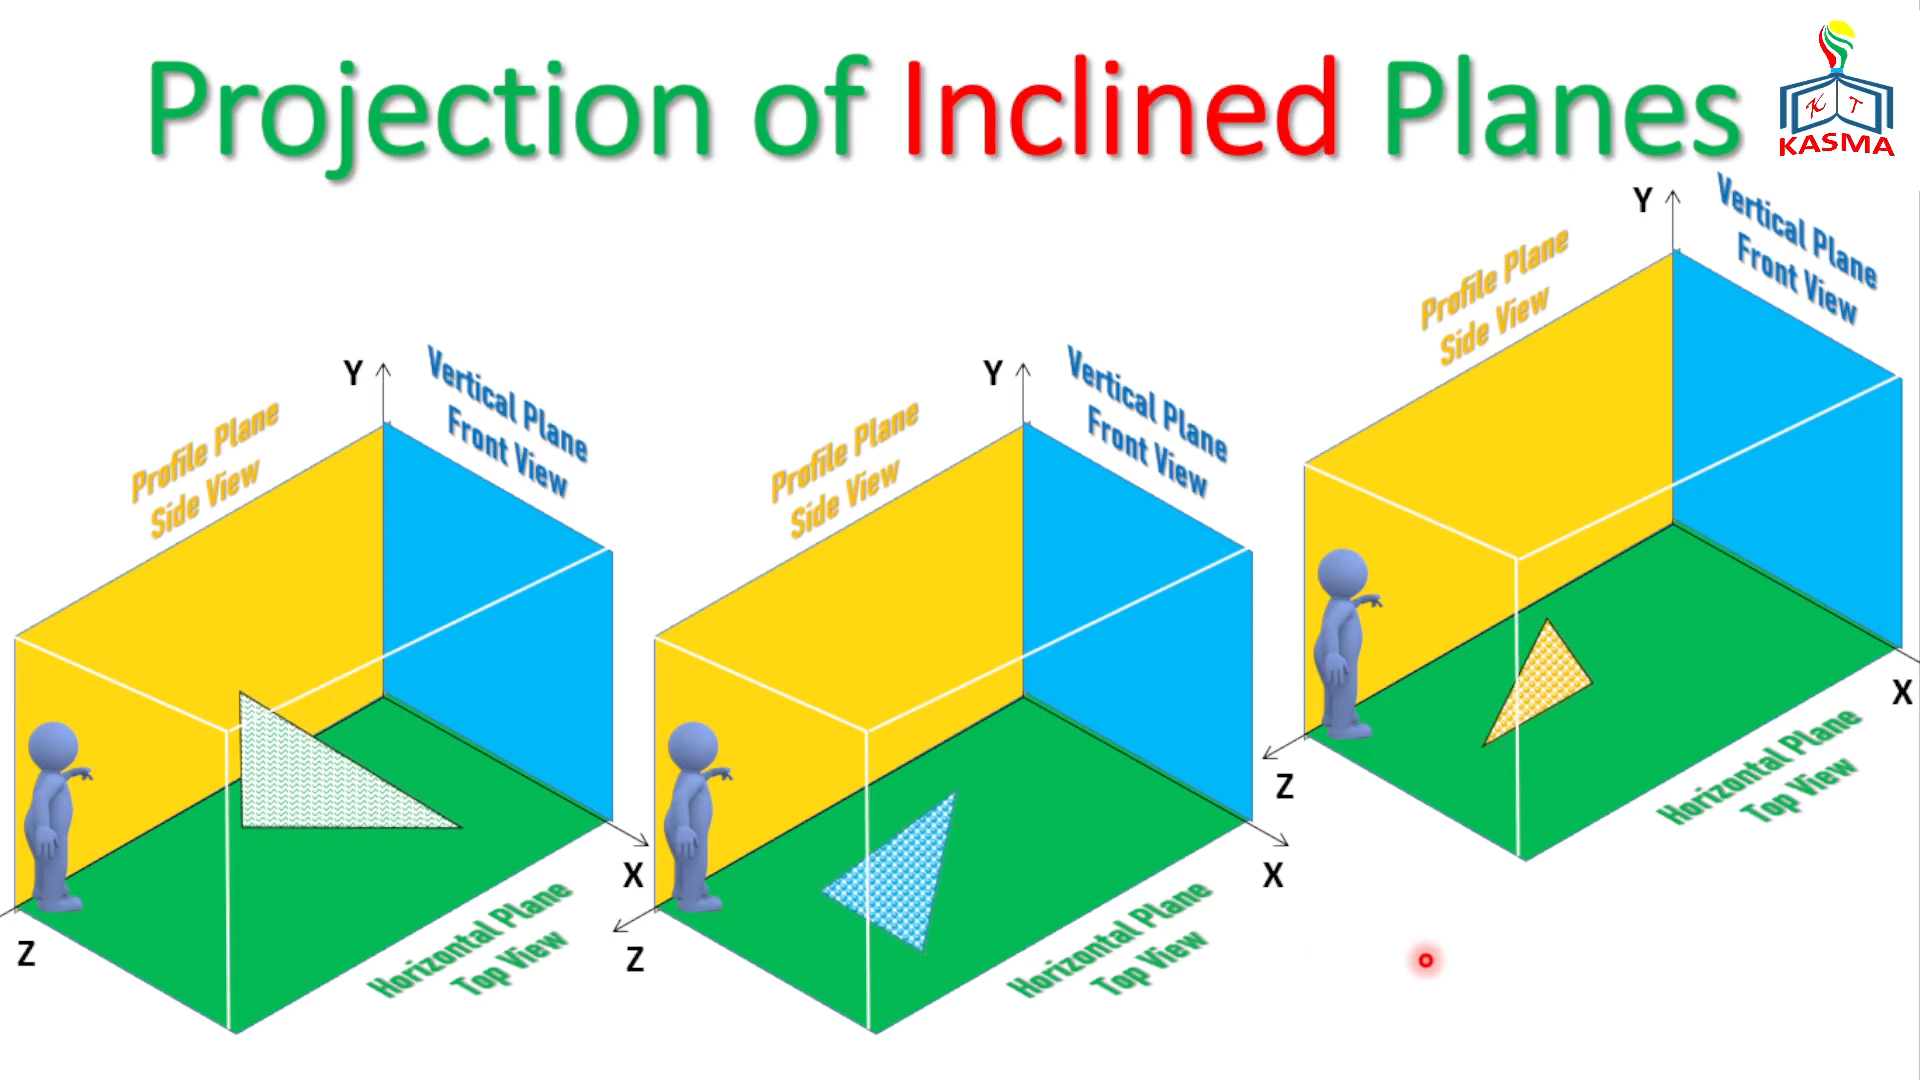 Projection of Inclined Planes
K T
KASMA
Y
Profile Plane
Side View
Vertical Plane
Front View
X
Z
Horizontal Plane
Top View
Y
Profile Plane
Side View
Vertical Plane
Front View
X
Z
Horizontal Plane
Top View
Y
Profile Plane
Side View
Vertical Plane
Front View
X
Z
Horizontal Plane
Top View